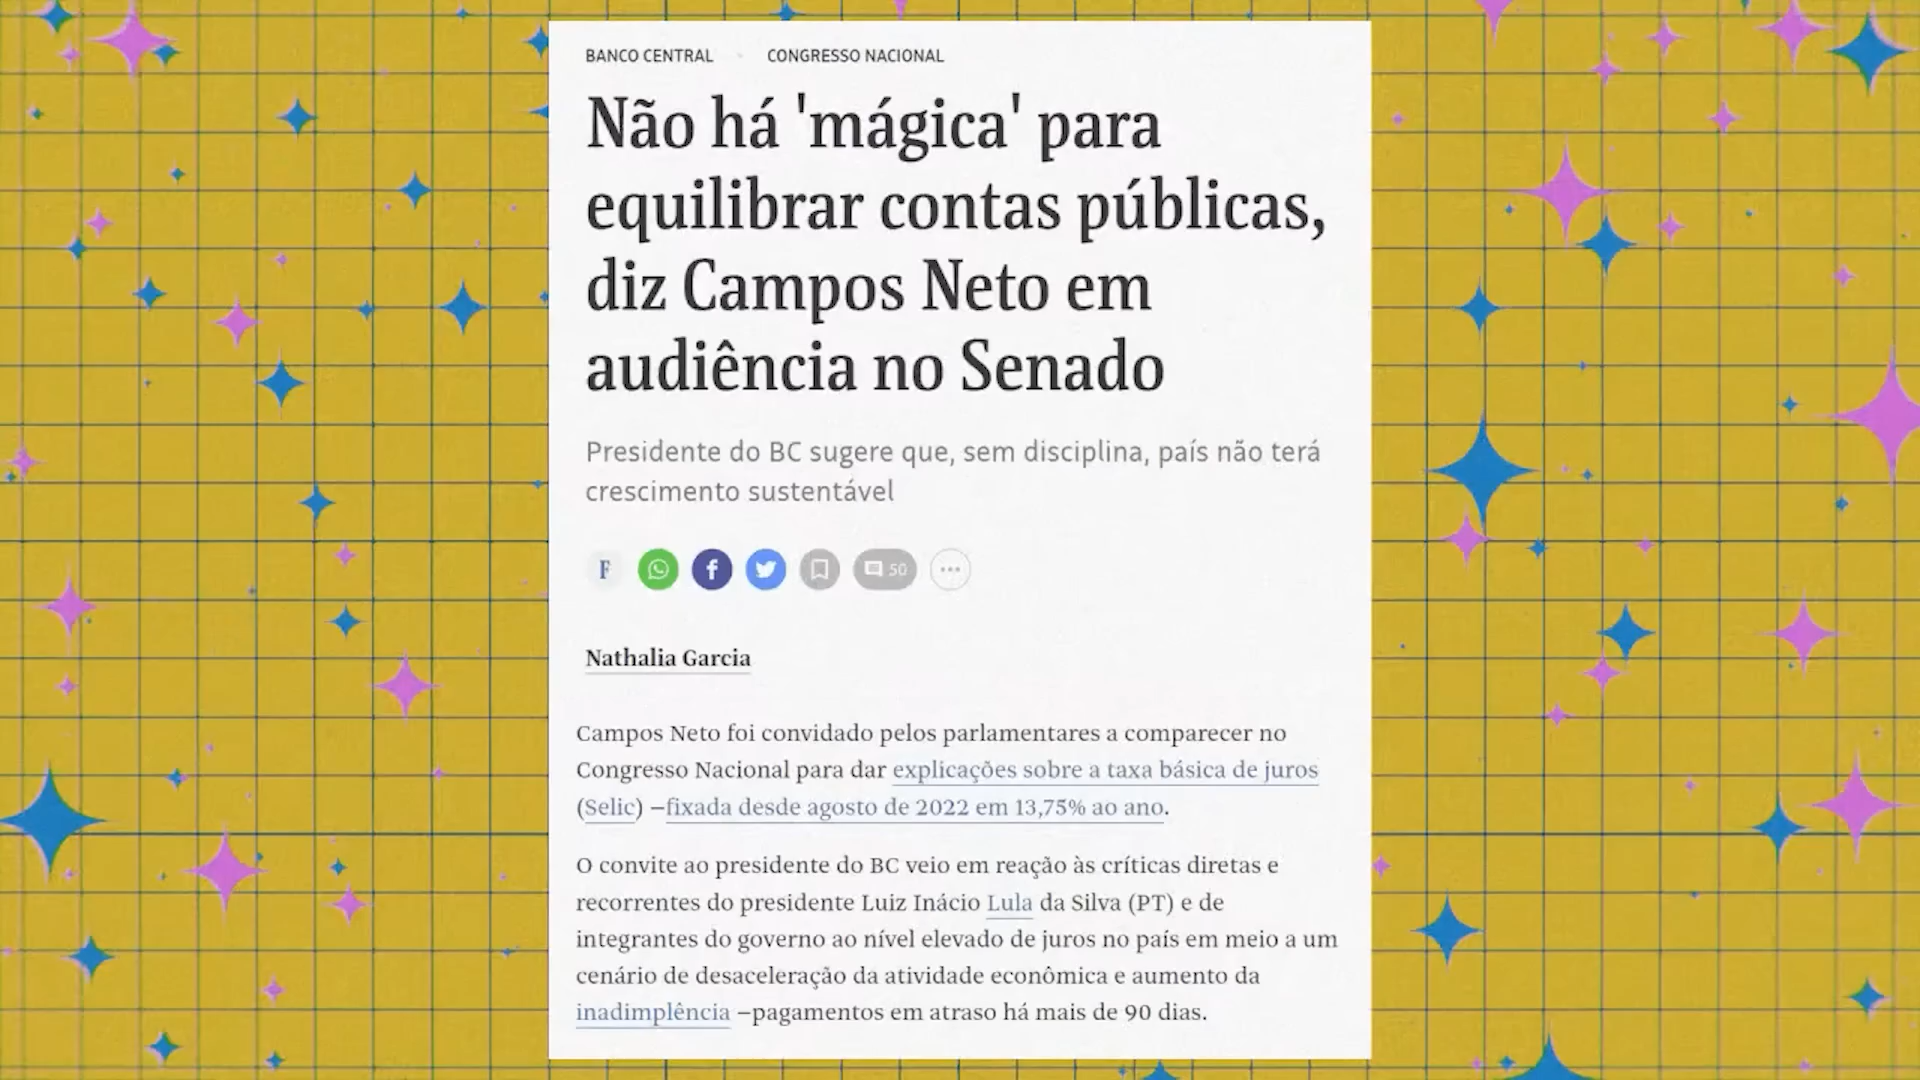 BANCO CENTRAL CONGRESSO NACIONAL
Não há 'mágica' para
equilibrar contas públicas,
diz Campos Neto em
audiência no Senado
Presidente do BC sugere que, sem disciplina, país não terá
crescimento sustentável
F f 50
Nathalia Garcia
Campos Neto foi convidado pelos parlamentares a comparecer no
Congresso Nacional para dar explicações sobre a taxa básica de juros
(Selic) —fixada desde agosto de 2022 em 13,75% ao ano.
O convite ao presidente do BC veio em reação às críticas diretas e
recorrentes do presidente Luiz Inácio Lula da Silva (PT) e de
integrantes do governo ao nível elevado de juros no país em meio a um
cenário de desaceleração da atividade econômica e aumento da
inadimplência —pagamentos em atraso há mais de 90 dias.